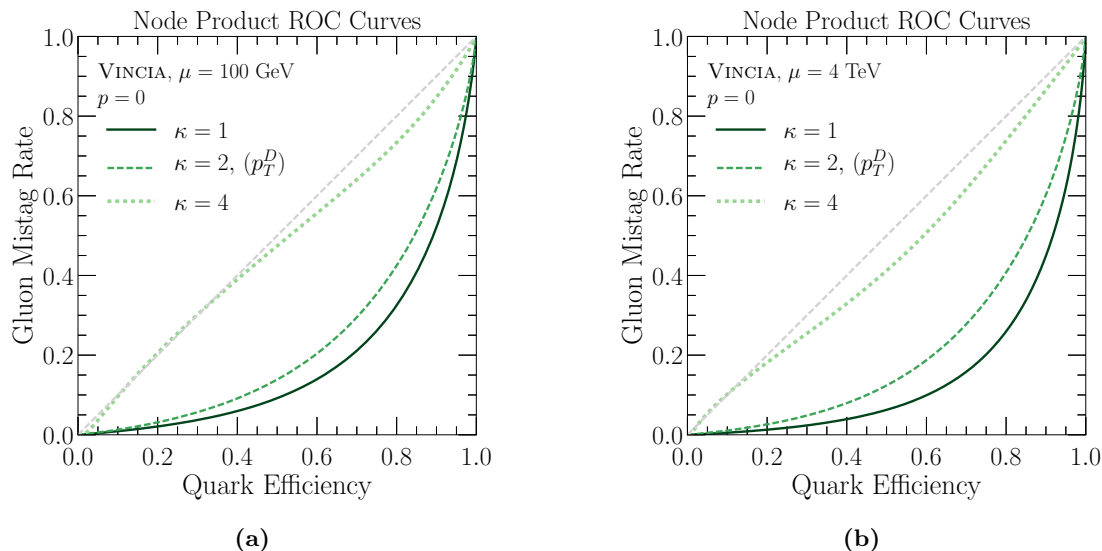 Node Product ROC Curves
VINCIA, μ = 100 GeV
p = 0
κ = 1
κ = 2, (p_T^D)
κ = 4
Gluon Mistag Rate
1.0
0.8
0.6
0.4
0.2
0.0
0.0 0.2 0.4 0.6 0.8 1.0
Quark Efficiency
(a)
Node Product ROC Curves
VINCIA, μ = 4 TeV
p = 0
κ = 1
κ = 2, (p_T^D)
κ = 4
Gluon Mistag Rate
1.0
0.8
0.6
0.4
0.2
0.0
0.0 0.2 0.4 0.6 0.8 1.0
Quark Efficiency
(b)